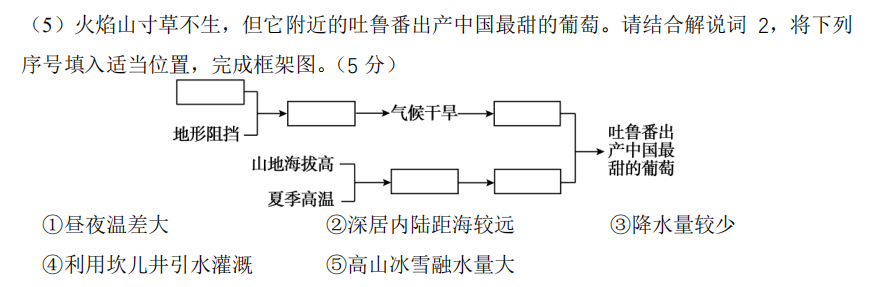 （5）火焰山寸草不生，但它附近的吐鲁番出产中国最甜的葡萄。请结合解说词 2，将下列
序号填入适当位置，完成框架图。（5 分）
地形阻挡
气候干旱
山地海拔高
夏季高温
吐鲁番出
产中国最
甜的葡萄
①昼夜温差大 ②深居内陆距海较远 ③降水量较少
④利用坎儿井引水灌溉 ⑤高山冰雪融水量大